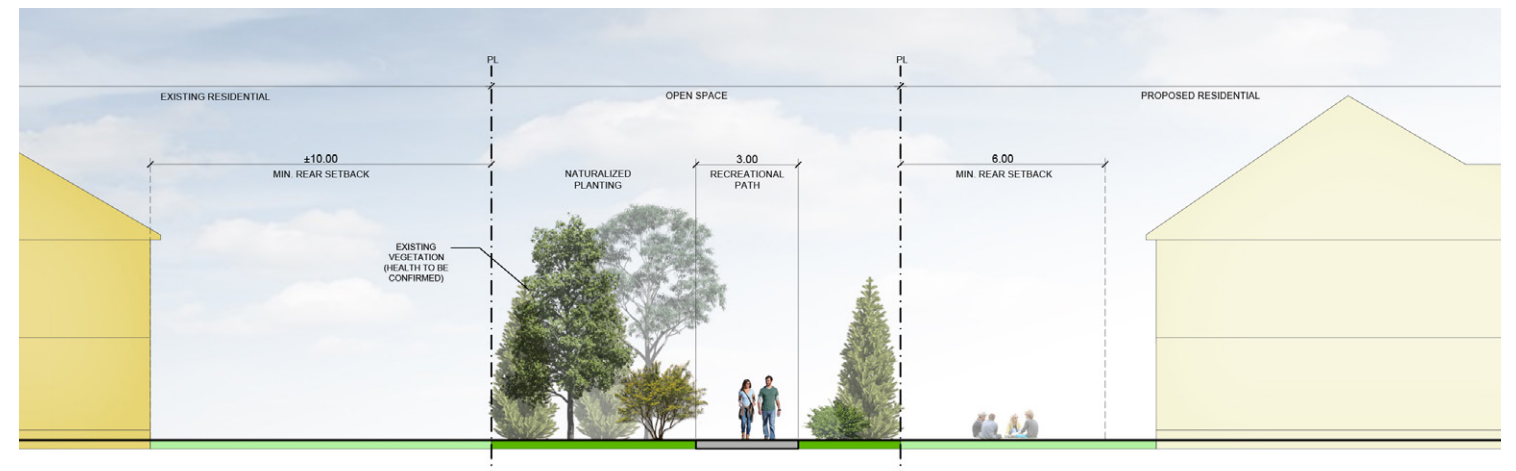 PL
PL
EXISTING RESIDENTIAL
OPEN SPACE
PROPOSED RESIDENTIAL
±10.00
MIN. REAR SETBACK
NATURALIZED
PLANTING
3.00
RECREATIONAL
PATH
6.00
MIN. REAR SETBACK
EXISTING
VEGETATION
(HEALTH TO BE
CONFIRMED)